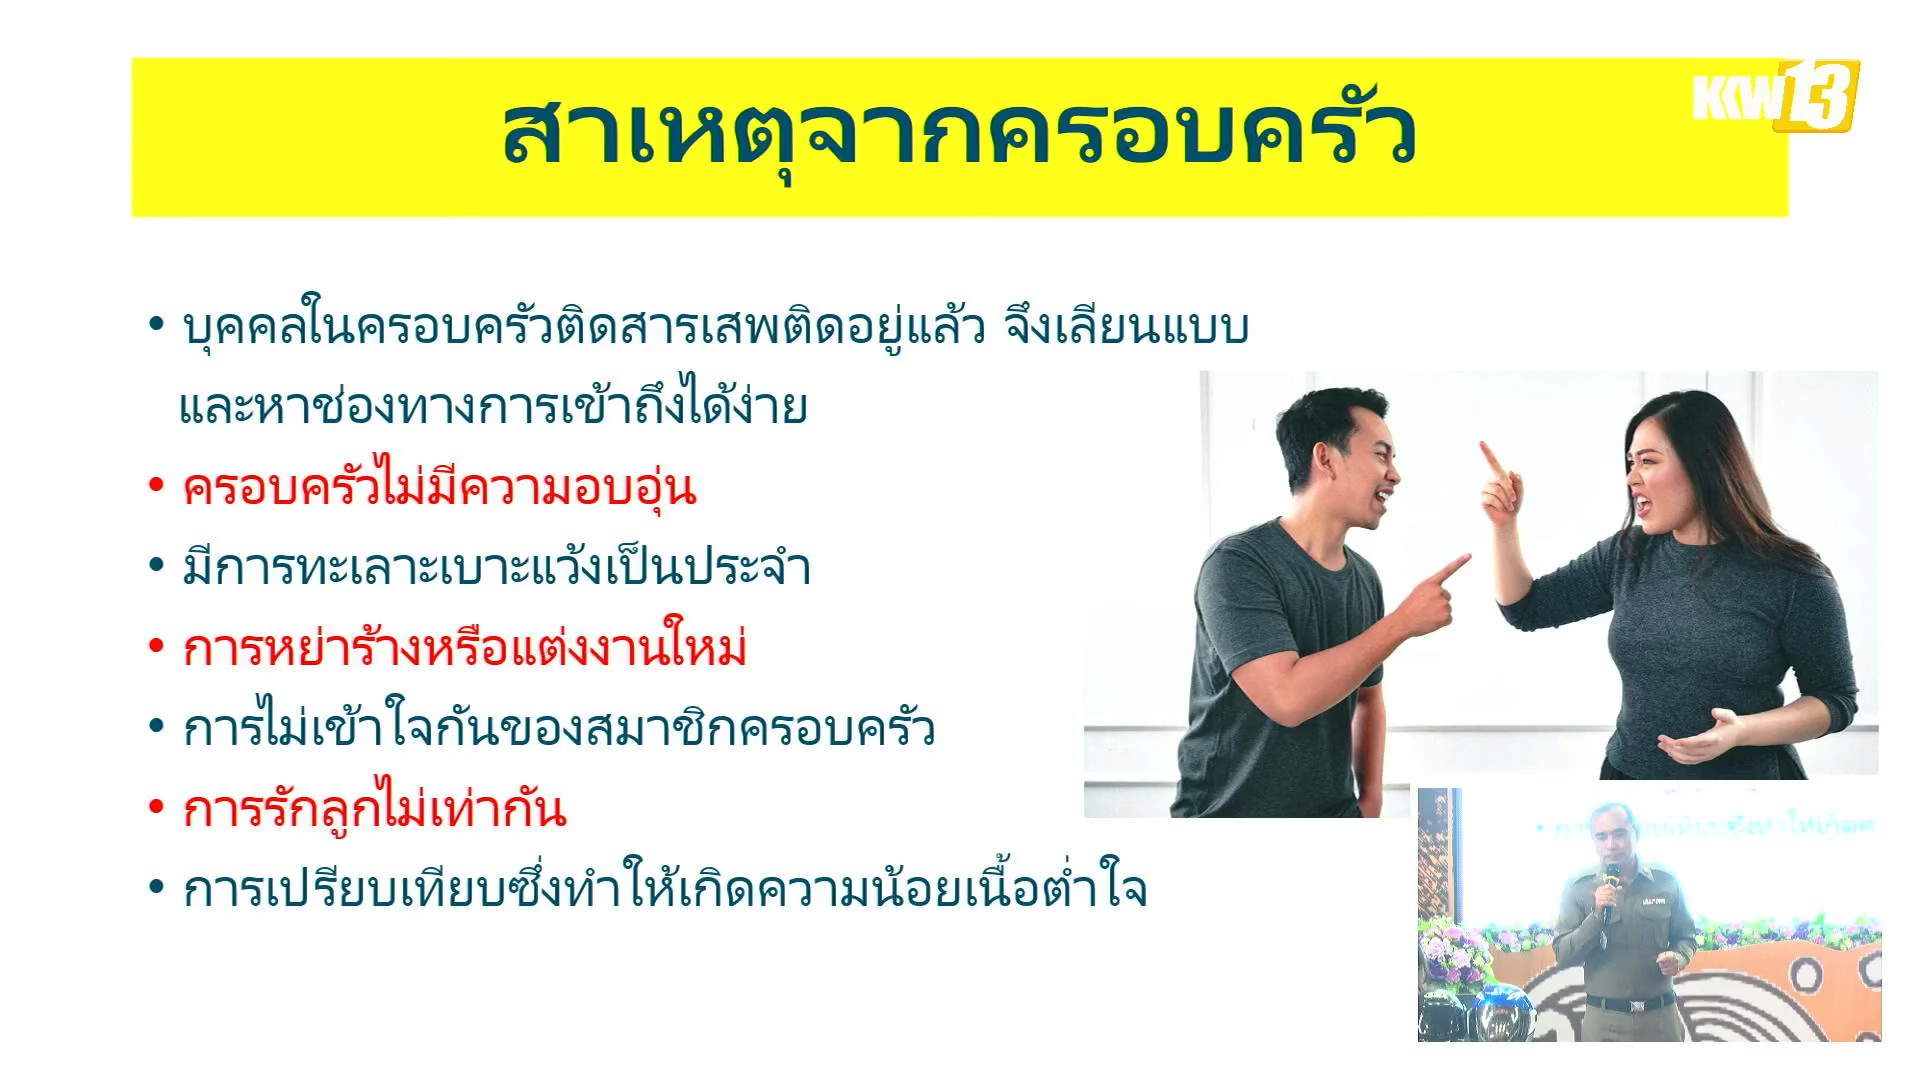 สาเหตุจากครอบครัว
KKW13
• บุคคลในครอบครัวติดสารเสพติดอยู่แล้ว จึงเลียนแบบ
และหาช่องทางการเข้าถึงได้ง่าย
• ครอบครัวไม่มีความอบอุ่น
• มีการทะเลาะเบาะแว้งเป็นประจำ
• การหย่าร้างหรือแต่งงานใหม่
• การไม่เข้าใจกันของสมาชิกครอบครัว
• การรักลูกไม่เท่ากัน
• การเปรียบเทียบซึ่งทำให้เกิดความน้อยเนื้อต่ำใจ